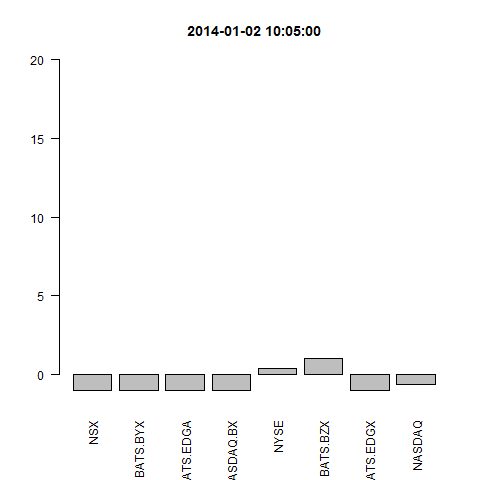 2014-01-02 10:05:00
20
15
10
5
0
NSX
BATS.BYX
ATS.EDGA
ASDAQ.BX
NYSE
BATS.BZX
ATS.EDGX
NASDAQ